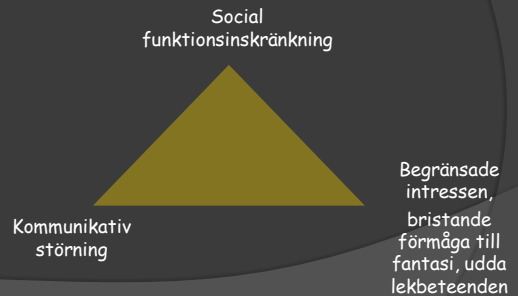 Social
funktionsinskränkning
Kommunikativ
störning
Begränsade
intressen,
bristande
förmåga till
fantasi, udda
lekbeteenden